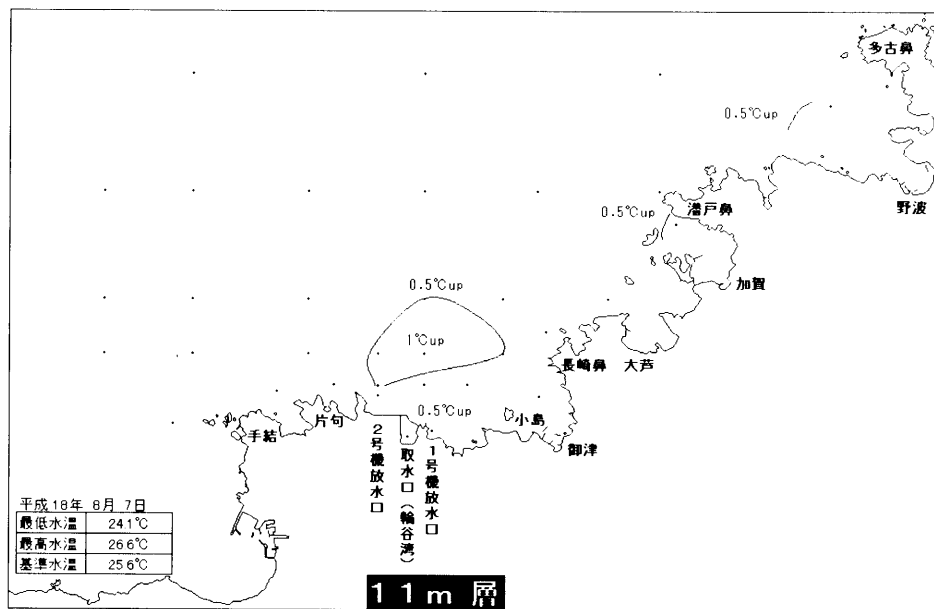 多古鼻
0.5℃up
野波
潜戸鼻
0.5℃up
加賀
0.5℃up
1℃up
長崎鼻
大芦
0.5℃up
小島
片句
手結
御津
2号機放水口
取水口（輪谷湾）
1号機放水口
平成18年 8月 7日
最低水温 24.1℃
最高水温 26.6℃
基準水温 25.6℃
11m 層